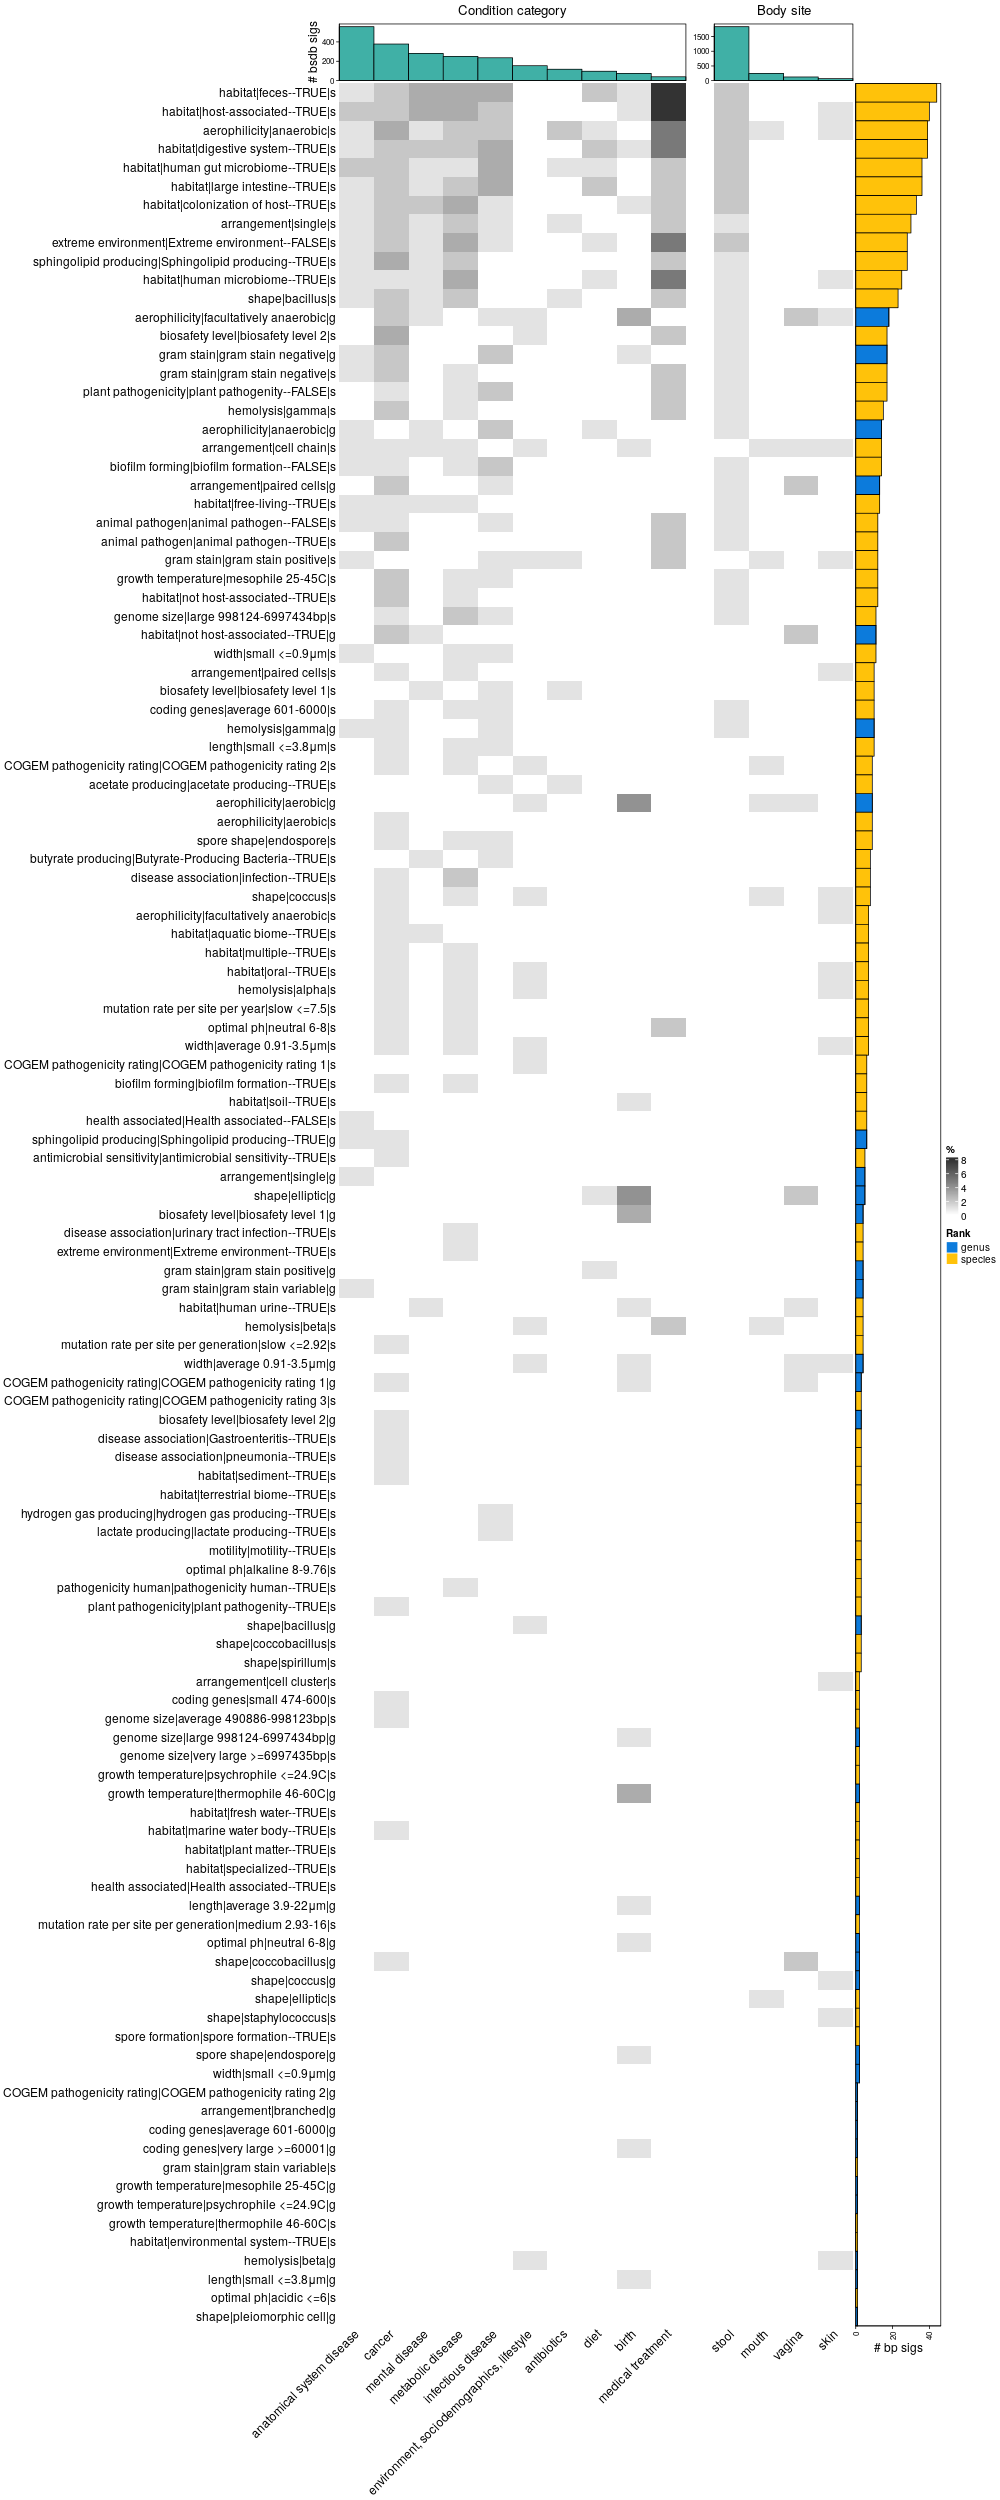 Condition category
Body site
# bsdb sigs
400
200
0
1500
1000
500
0
habitat|feces--TRUE|s
habitat|host-associated--TRUE|s
aerophilicity|anaerobic|s
habitat|digestive system--TRUE|s
habitat|human gut microbiome--TRUE|s
habitat|large intestine--TRUE|s
habitat|colonization of host--TRUE|s
arrangement|single|s
extreme environment|Extreme environment--FALSE|s
sphingolipid producing|Sphingolipid producing--TRUE|s
habitat|human microbiome--TRUE|s
shape|bacillus|s
aerophilicity|facultatively anaerobic|g
biosafety level|biosafety level 2|s
gram stain|gram stain negative|g
gram stain|gram stain negative|s
plant pathogenicity|plant pathogenity--FALSE|s
hemolysis|gamma|s
aerophilicity|anaerobic|g
arrangement|cell chain|s
biofilm forming|biofilm formation--FALSE|s
arrangement|paired cells|g
habitat|free-living--TRUE|s
animal pathogen|animal pathogen--FALSE|s
animal pathogen|animal pathogen--TRUE|s
gram stain|gram stain positive|s
growth temperature|mesophile 25-45C|s
habitat|not host-associated--TRUE|s
genome size|large 998124-6997434bp|s
habitat|not host-associated--TRUE|g
width|small <=0.9μm|s
arrangement|paired cells|s
biosafety level|biosafety level 1|s
coding genes|average 601-6000|s
hemolysis|gamma|g
length|small <=3.8μm|s
COGEM pathogenicity rating|COGEM pathogenicity rating 2|s
acetate producing|acetate producing--TRUE|s
aerophilicity|aerobic|g
aerophilicity|aerobic|s
spore shape|endospore|s
butyrate producing|Butyrate-Producing Bacteria--TRUE|s
disease association|infection--TRUE|s
shape|coccus|s
aerophilicity|facultatively anaerobic|s
habitat|aquatic biome--TRUE|s
habitat|multiple--TRUE|s
habitat|oral--TRUE|s
hemolysis|alpha|s
mutation rate per site per year|slow <=7.5|s
optimal ph|neutral 6-8|s
width|average 0.91-3.5μm|s
COGEM pathogenicity rating|COGEM pathogenicity rating 1|s
biofilm forming|biofilm formation--TRUE|s
habitat|soil--TRUE|s
health associated|Health associated--FALSE|s
sphingolipid producing|Sphingolipid producing--TRUE|g
antimicrobial sensitivity|antimicrobial sensitivity--TRUE|s
arrangement|single|g
shape|elliptic|g
biosafety level|biosafety level 1|g
disease association|urinary tract infection--TRUE|s
extreme environment|Extreme environment--TRUE|s
gram stain|gram stain positive|g
gram stain|gram stain variable|g
habitat|human urine--TRUE|s
hemolysis|beta|s
mutation rate per site per generation|slow <=2.92|s
width|average 0.91-3.5μm|g
COGEM pathogenicity rating|COGEM pathogenicity rating 1|g
COGEM pathogenicity rating|COGEM pathogenicity rating 3|s
biosafety level|biosafety level 2|g
disease association|Gastroenteritis--TRUE|s
disease association|pneumonia--TRUE|s
habitat|sediment--TRUE|s
habitat|terrestrial biome--TRUE|s
hydrogen gas producing|hydrogen gas producing--TRUE|s
lactate producing|lactate producing--TRUE|s
motility|motility--TRUE|s
optimal ph|alkaline 8-9.76|s
pathogenicity human|pathogenicity human--TRUE|s
plant pathogenicity|plant pathogenity--TRUE|s
shape|bacillus|g
shape|coccobacillus|s
shape|spirillum|s
arrangement|cell cluster|s
coding genes|small 474-600|s
genome size|average 490886-998123bp|s
genome size|large 998124-6997434bp|g
genome size|very large >=6997435bp|s
growth temperature|psychrophile <=24.9C|s
growth temperature|thermophile 46-60C|g
habitat|fresh water--TRUE|s
habitat|marine water body--TRUE|s
habitat|plant matter--TRUE|s
habitat|specialized--TRUE|s
health associated|Health associated--TRUE|s
length|average 3.9-22μm|g
mutation rate per site per generation|medium 2.93-16|s
optimal ph|neutral 6-8|g
shape|coccobacillus|g
shape|coccus|g
shape|elliptic|s
shape|staphylococcus|s
spore formation|spore formation--TRUE|s
spore shape|endospore|g
width|small <=0.9μm|g
COGEM pathogenicity rating|COGEM pathogenicity rating 2|g
arrangement|branched|g
coding genes|average 601-6000|g
coding genes|very large >=60001|g
gram stain|gram stain variable|s
growth temperature|mesophile 25-45C|g
growth temperature|psychrophile <=24.9C|g
growth temperature|thermophile 46-60C|s
habitat|environmental system--TRUE|s
hemolysis|beta|g
length|small <=3.8μm|g
optimal ph|acidic <=6|s
shape|pleiomorphic cell|g
%
8
6
4
2
0
Rank
genus
species
0
20
40
# bp sigs
anatomical system disease
cancer
mental disease
metabolic disease
infectious disease
environment, sociodemographics, lifestyle
antibiotics
diet
birth
medical treatment
stool
mouth
vagina
skin